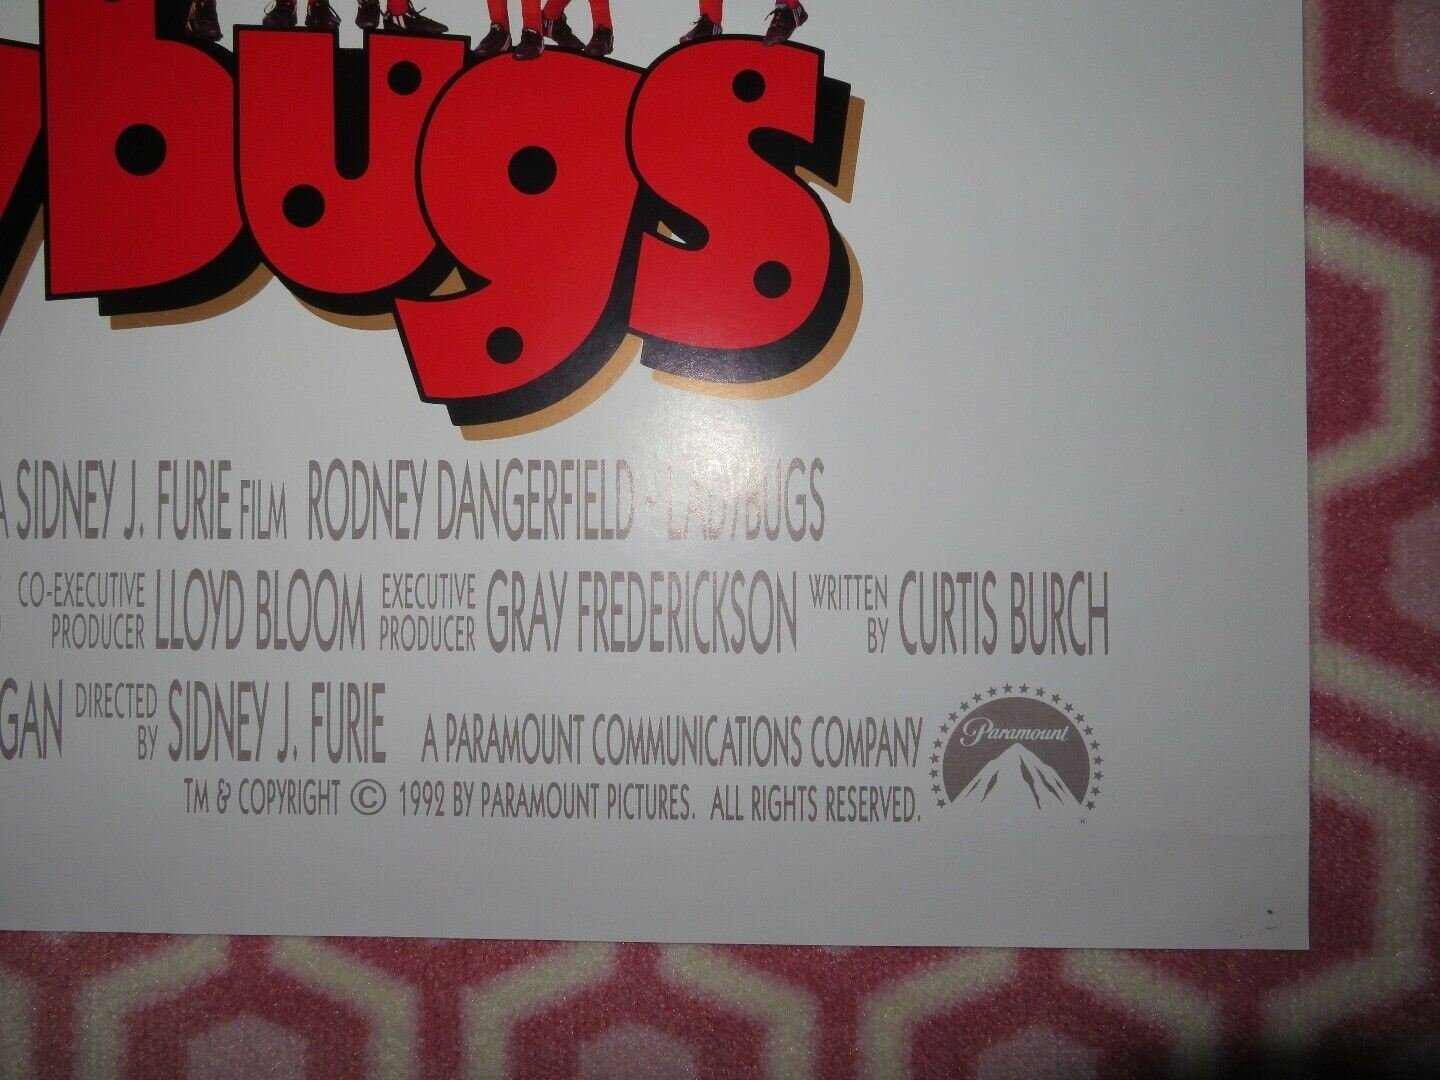 ybugs
A SIDNEY J. FURIE FILM RODNEY DANGERFIELD · LADYBUGS
CO-EXECUTIVE PRODUCER LLOYD BLOOM EXECUTIVE PRODUCER GRAY FREDERICKSON WRITTEN BY CURTIS BURCH
GAN DIRECTED BY SIDNEY J. FURIE A PARAMOUNT COMMUNICATIONS COMPANY
Paramount
®
TM & COPYRIGHT © 1992 BY PARAMOUNT PICTURES. ALL RIGHTS RESERVED.